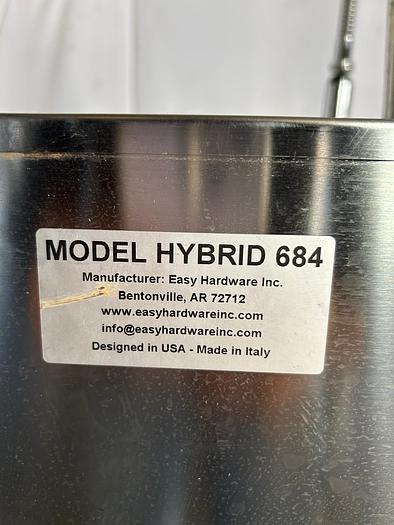 MODEL HYBRID 684
Manufacturer: Easy Hardware Inc.
Bentonville, AR 72712
www.easyhardwareinc.com
info@easyhardwareinc.com
Designed in USA - Made in Italy